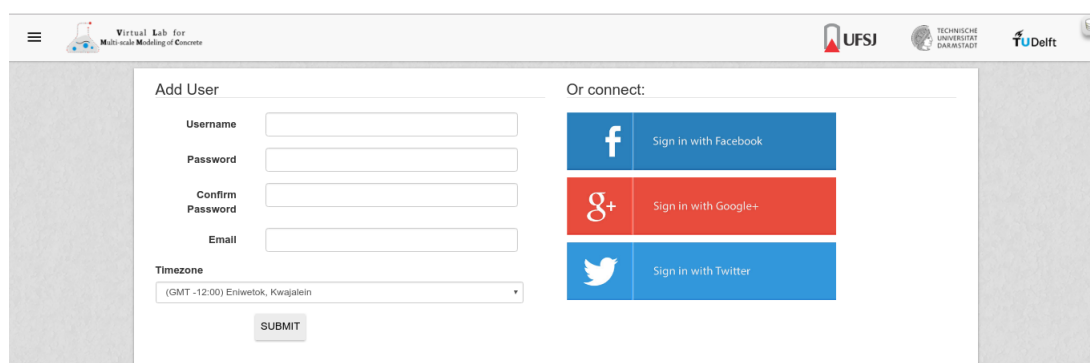 Virtual Lab for
Multi-scale Modeling of Concrete
UFSJ
TECHNISCHE
UNIVERSITAT
DARMSTADT
TUDelft
Add User
Or connect:
Username
Password
Confirm
Password
Email
Timezone
(GMT -12:00) Eniwetok, Kwajalein
SUBMIT
f
Sign in with Facebook
g+
Sign in with Google+
Sign in with Twitter